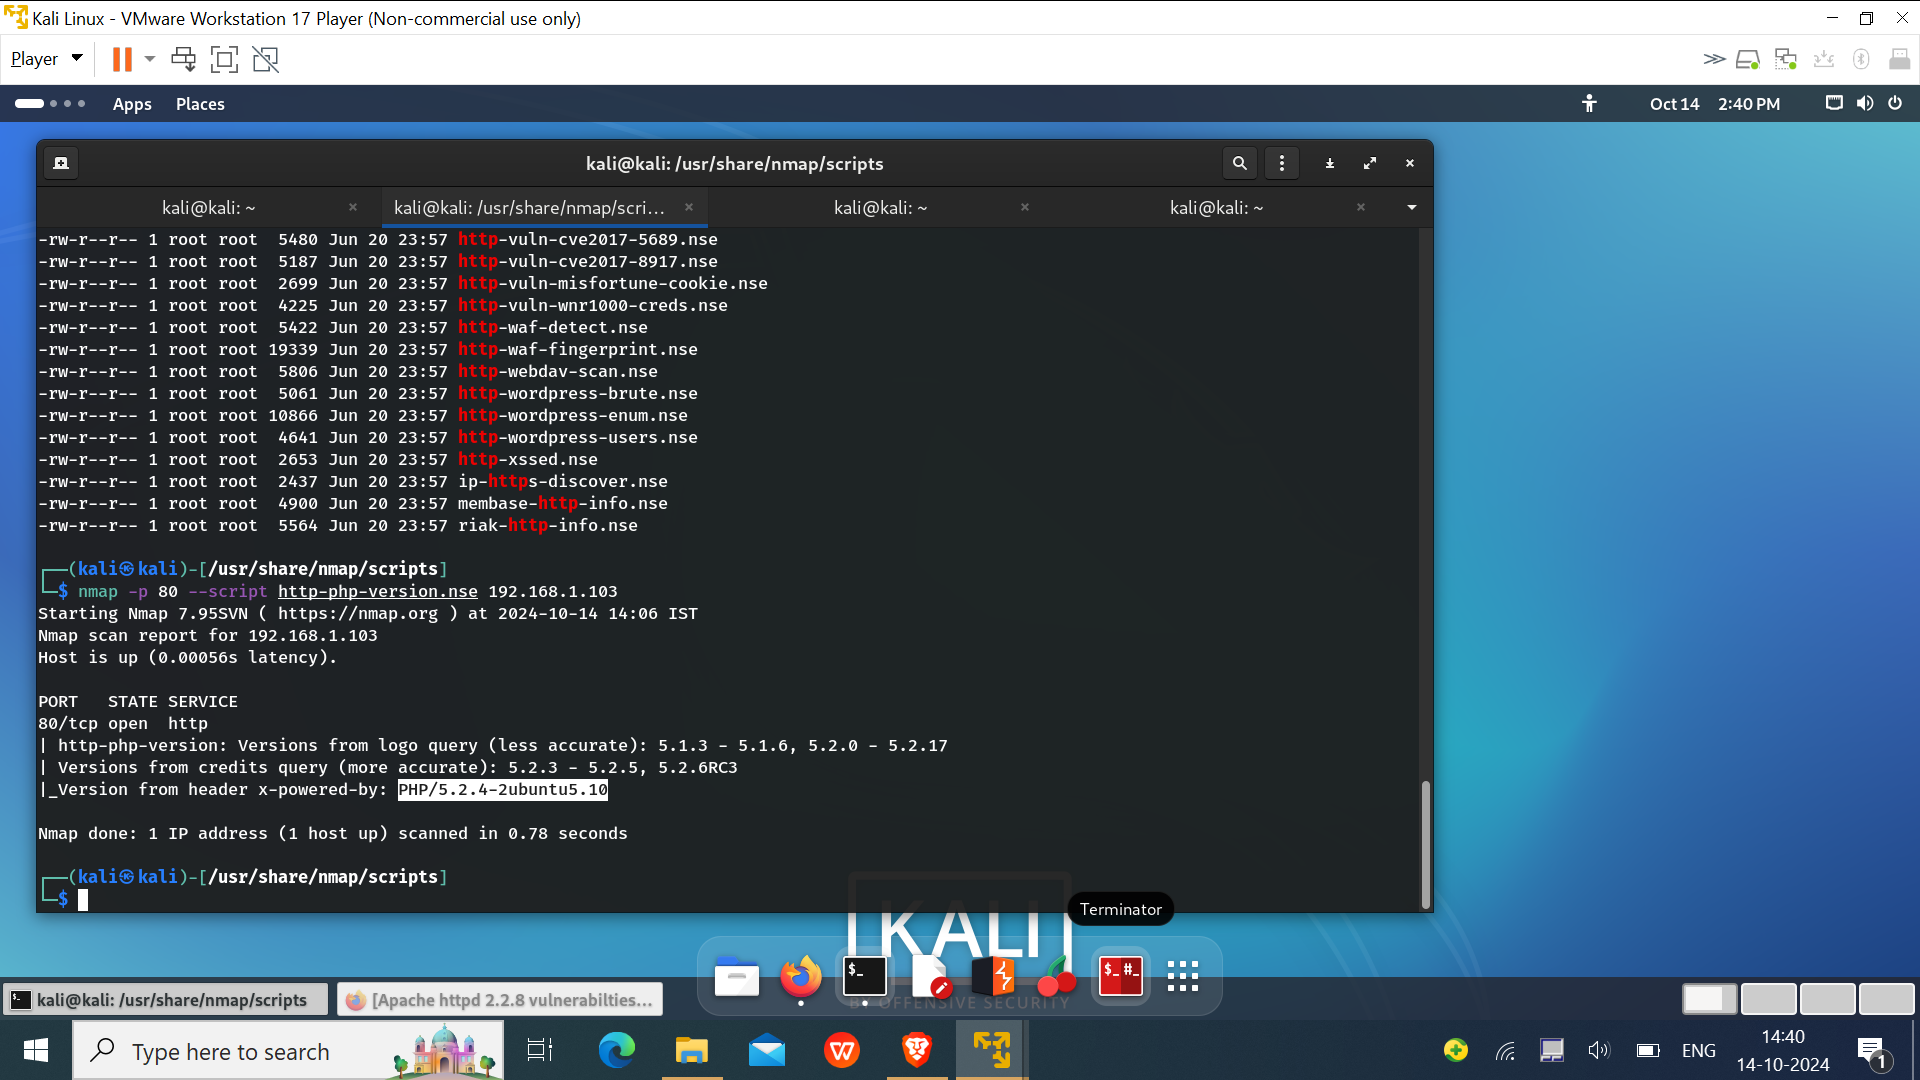 Kali Linux - VMware Workstation 17 Player (Non-commercial use only)
Player
Apps Places Oct 14 2:40 PM
kali@kali: /usr/share/nmap/scripts
kali@kali: ~ kali@kali: /usr/share/nmap/scri... kali@kali: ~ kali@kali: ~
-rw-r--r-- 1 root root 5480 Jun 20 23:57 http-vuln-cve2017-5689.nse
-rw-r--r-- 1 root root 5187 Jun 20 23:57 http-vuln-cve2017-8917.nse
-rw-r--r-- 1 root root 2699 Jun 20 23:57 http-vuln-misfortune-cookie.nse
-rw-r--r-- 1 root root 4225 Jun 20 23:57 http-vuln-wnr1000-creds.nse
-rw-r--r-- 1 root root 5422 Jun 20 23:57 http-waf-detect.nse
-rw-r--r-- 1 root root 19339 Jun 20 23:57 http-waf-fingerprint.nse
-rw-r--r-- 1 root root 5806 Jun 20 23:57 http-webdav-scan.nse
-rw-r--r-- 1 root root 5061 Jun 20 23:57 http-wordpress-brute.nse
-rw-r--r-- 1 root root 10866 Jun 20 23:57 http-wordpress-enum.nse
-rw-r--r-- 1 root root 4641 Jun 20 23:57 http-wordpress-users.nse
-rw-r--r-- 1 root root 2653 Jun 20 23:57 http-xssed.nse
-rw-r--r-- 1 root root 2437 Jun 20 23:57 ip-https-discover.nse
-rw-r--r-- 1 root root 4900 Jun 20 23:57 membase-http-info.nse
-rw-r--r-- 1 root root 5564 Jun 20 23:57 riak-http-info.nse
┌──(kali㉿kali)-[/usr/share/nmap/scripts]
└─$ nmap -p 80 --script http-php-version.nse 192.168.1.103
Starting Nmap 7.95SVN ( https://nmap.org ) at 2024-10-14 14:06 IST
Nmap scan report for 192.168.1.103
Host is up (0.00056s latency).
PORT STATE SERVICE
80/tcp open http
| http-php-version: Versions from logo query (less accurate): 5.1.3 - 5.1.6, 5.2.0 - 5.2.17
| Versions from credits query (more accurate): 5.2.3 - 5.2.5, 5.2.6RC3
|_Version from header x-powered-by: PHP/5.2.4-2ubuntu5.10
Nmap done: 1 IP address (1 host up) scanned in 0.78 seconds
┌──(kali㉿kali)-[/usr/share/nmap/scripts]
└─$
Terminator
KALI
BY OFFENSIVE SECURITY
kali@kali: /usr/share/nmap/scripts [Apache httpd 2.2.8 vulnerabilties...
Type here to search ENG 14:40
14-10-2024
1